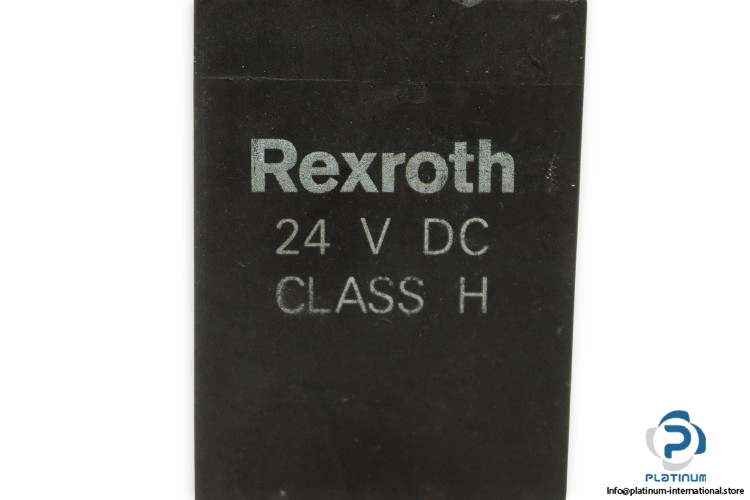 Rexroth
24 V DC
CLASS H
PLATINUM
Info@platinum-international.store